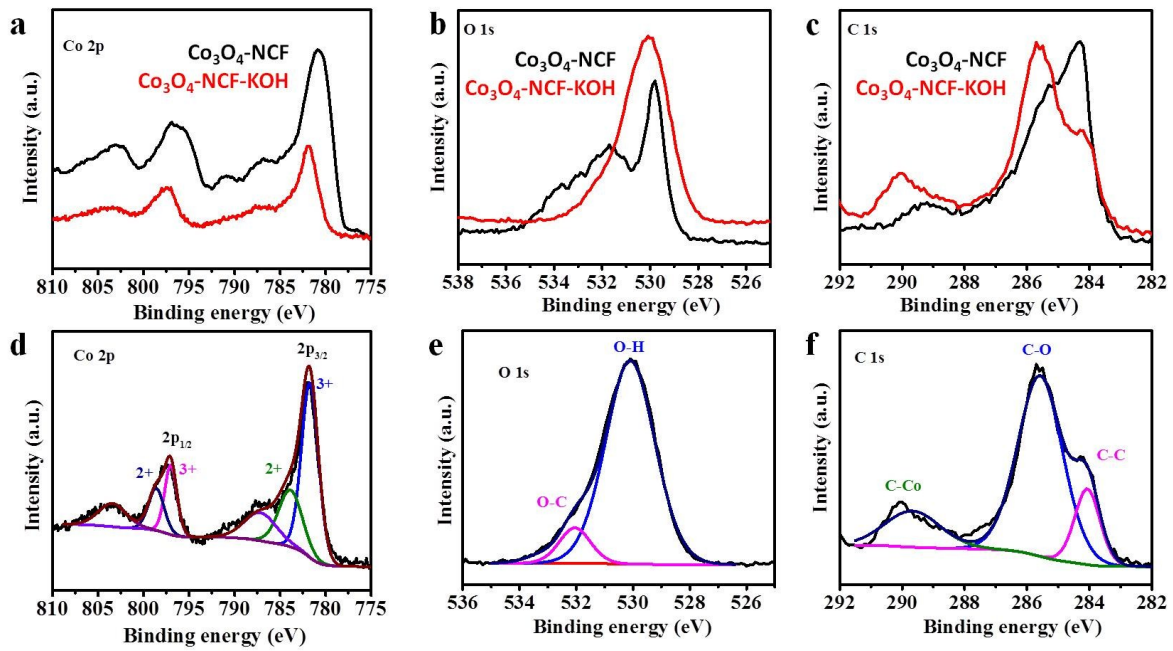 a
Co 2p
Co₃O₄-NCF
Co₃O₄-NCF-KOH
Intensity (a.u.)
810 805 800 795 790 785 780 775
Binding energy (eV)
b
O 1s
Co₃O₄-NCF
Co₃O₄-NCF-KOH
Intensity (a.u.)
538 536 534 532 530 528 526
Binding energy (eV)
c
C 1s
Co₃O₄-NCF
Co₃O₄-NCF-KOH
Intensity (a.u.)
292 290 288 286 284 282
Binding energy (eV)
d
Co 2p
2p₃/₂
3+
2p₁/₂
2+
3+
2+
Intensity (a.u.)
810 805 800 795 790 785 780 775
Binding energy (eV)
e
O-H
O 1s
O-C
Intensity (a.u.)
536 534 532 530 528 526
Binding energy (eV)
f
C 1s
C-O
C-C
C-Co
Intensity (a.u.)
292 290 288 286 284 282
Binding energy (eV)